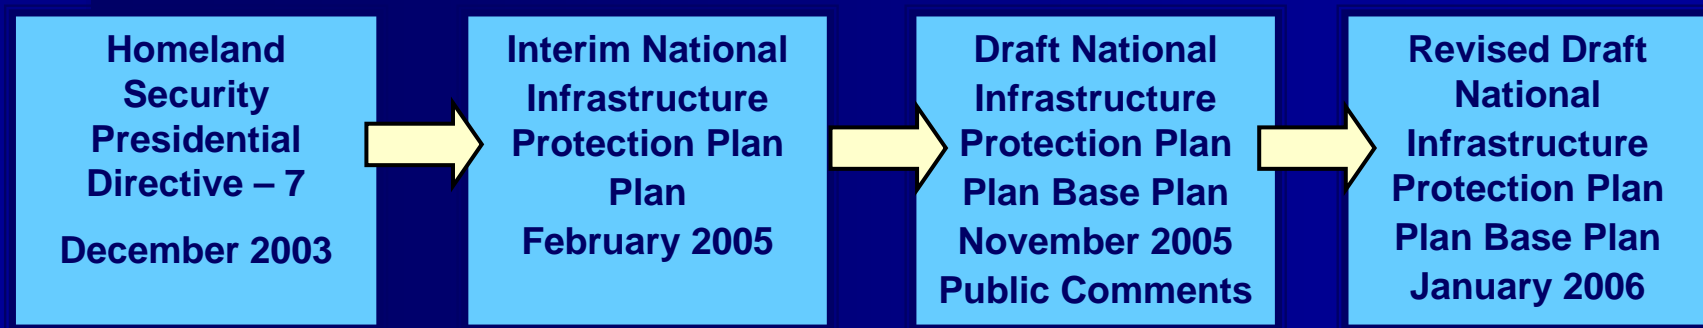 Homeland
Security
Presidential
Directive – 7
December 2003
Interim National
Infrastructure
Protection Plan
Plan
February 2005
Draft National
Infrastructure
Protection Plan
Plan Base Plan
November 2005
Public Comments
Revised Draft
National
Infrastructure
Protection Plan
Plan Base Plan
January 2006